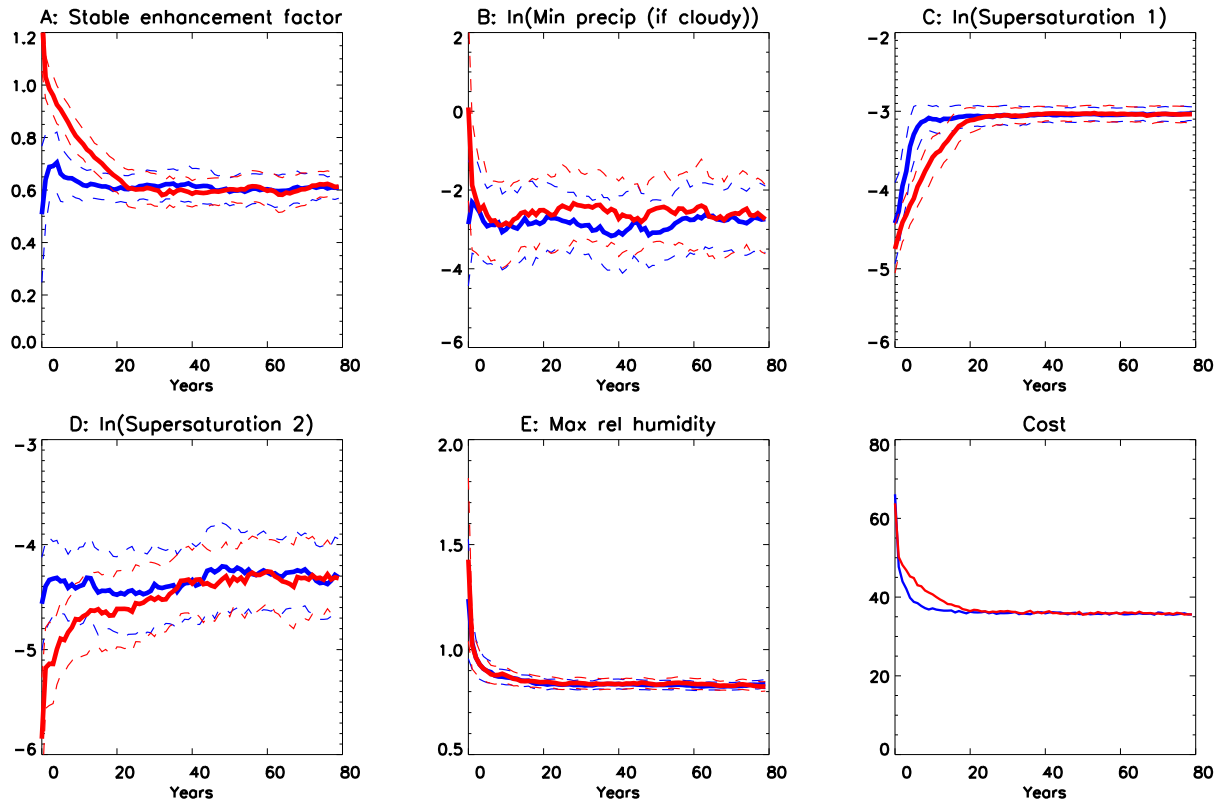 A: Stable enhancement factor
1.2
1.0
0.8
0.6
0.4
0.2
0.0
0 20 40 60 80
Years
B: ln(Min precip (if cloudy))
2
0
−2
−4
−6
0 20 40 60 80
Years
C: ln(Supersaturation 1)
−2
−3
−4
−5
−6
0 20 40 60 80
Years
D: ln(Supersaturation 2)
−3
−4
−5
−6
0 20 40 60 80
Years
E: Max rel humidity
2.0
1.5
1.0
0.5
0 20 40 60 80
Years
Cost
80
60
40
20
0
0 20 40 60 80
Years